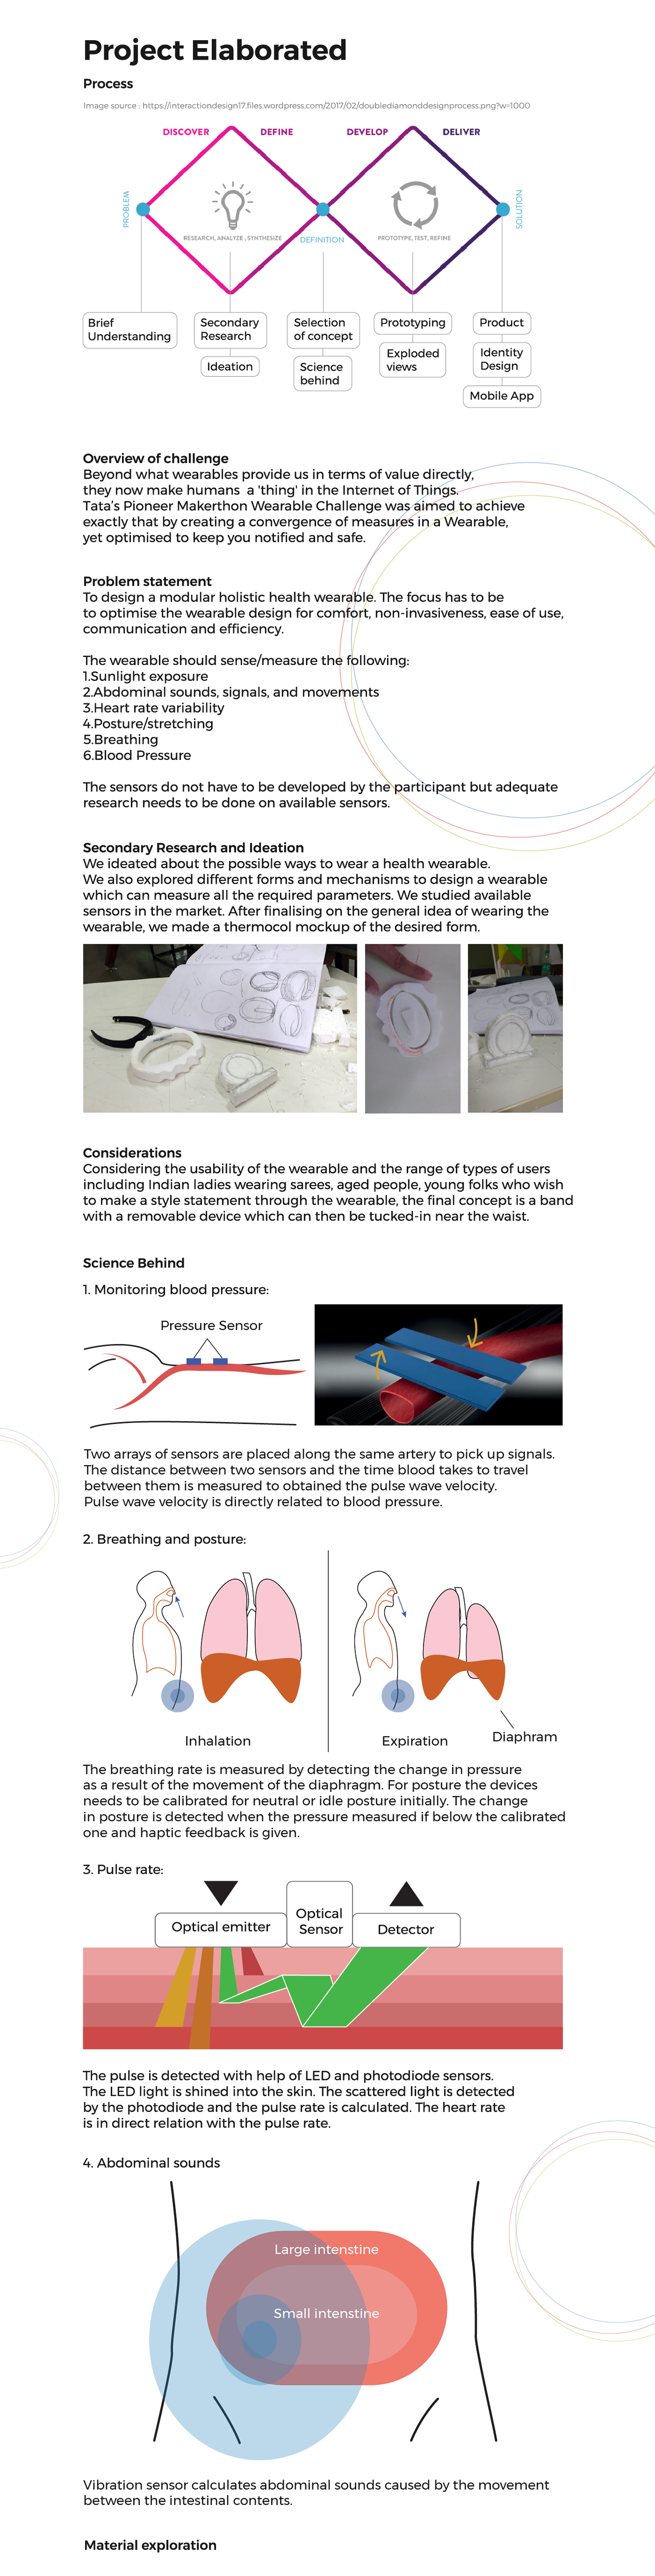 Project Elaborated
Process
Image source : https://interactiondesign17.files.wordpress.com/2017/02/doublediamonddesignprocess.png?w=1000
DISCOVER
DEFINE
DEVELOP
DELIVER
PROBLEM
SOLUTION
RESEARCH, ANALYZE , SYNTHESIZE
DEFINITION
PROTOTYPE, TEST, REFINE
Brief
Understanding
Secondary
Research
Ideation
Selection
of concept
Science
behind
Prototyping
Exploded
views
Product
Identity
Design
Mobile App
Overview of challenge
Beyond what wearables provide us in terms of value directly,
they now make humans a 'thing' in the Internet of Things.
Tata's Pioneer Makerthon Wearable Challenge was aimed to achieve
exactly that by creating a convergence of measures in a Wearable,
yet optimised to keep you notified and safe.
Problem statement
To design a modular holistic health wearable. The focus has to be
to optimise the wearable design for comfort, non-invasiveness, ease of use,
communication and efficiency.
The wearable should sense/measure the following:
1.Sunlight exposure
2.Abdominal sounds, signals, and movements
3.Heart rate variability
4.Posture/stretching
5.Breathing
6.Blood Pressure
The sensors do not have to be developed by the participant but adequate
research needs to be done on available sensors.
Secondary Research and Ideation
We ideated about the possible ways to wear a health wearable.
We also explored different forms and mechanisms to design a wearable
which can measure all the required parameters. We studied available
sensors in the market. After finalising on the general idea of wearing the
wearable, we made a thermocol mockup of the desired form.
Considerations
Considering the usability of the wearable and the range of types of users
including Indian ladies wearing sarees, aged people, young folks who wish
to make a style statement through the wearable, the final concept is a band
with a removable device which can then be tucked-in near the waist.
Science Behind
1. Monitoring blood pressure:
Pressure Sensor
Two arrays of sensors are placed along the same artery to pick up signals.
The distance between two sensors and the time blood takes to travel
between them is measured to obtained the pulse wave velocity.
Pulse wave velocity is directly related to blood pressure.
2. Breathing and posture:
Inhalation
Expiration
Diaphram
The breathing rate is measured by detecting the change in pressure
as a result of the movement of the diaphragm. For posture the devices
needs to be calibrated for neutral or idle posture initially. The change
in posture is detected when the pressure measured if below the calibrated
one and haptic feedback is given.
3. Pulse rate:
Optical emitter
Optical
Sensor
Detector
The pulse is detected with help of LED and photodiode sensors.
The LED light is shined into the skin. The scattered light is detected
by the photodiode and the pulse rate is calculated. The heart rate
is in direct relation with the pulse rate.
4. Abdominal sounds
Large intenstine
Small intenstine
Vibration sensor calculates abdominal sounds caused by the movement
between the intestinal contents.
Material exploration